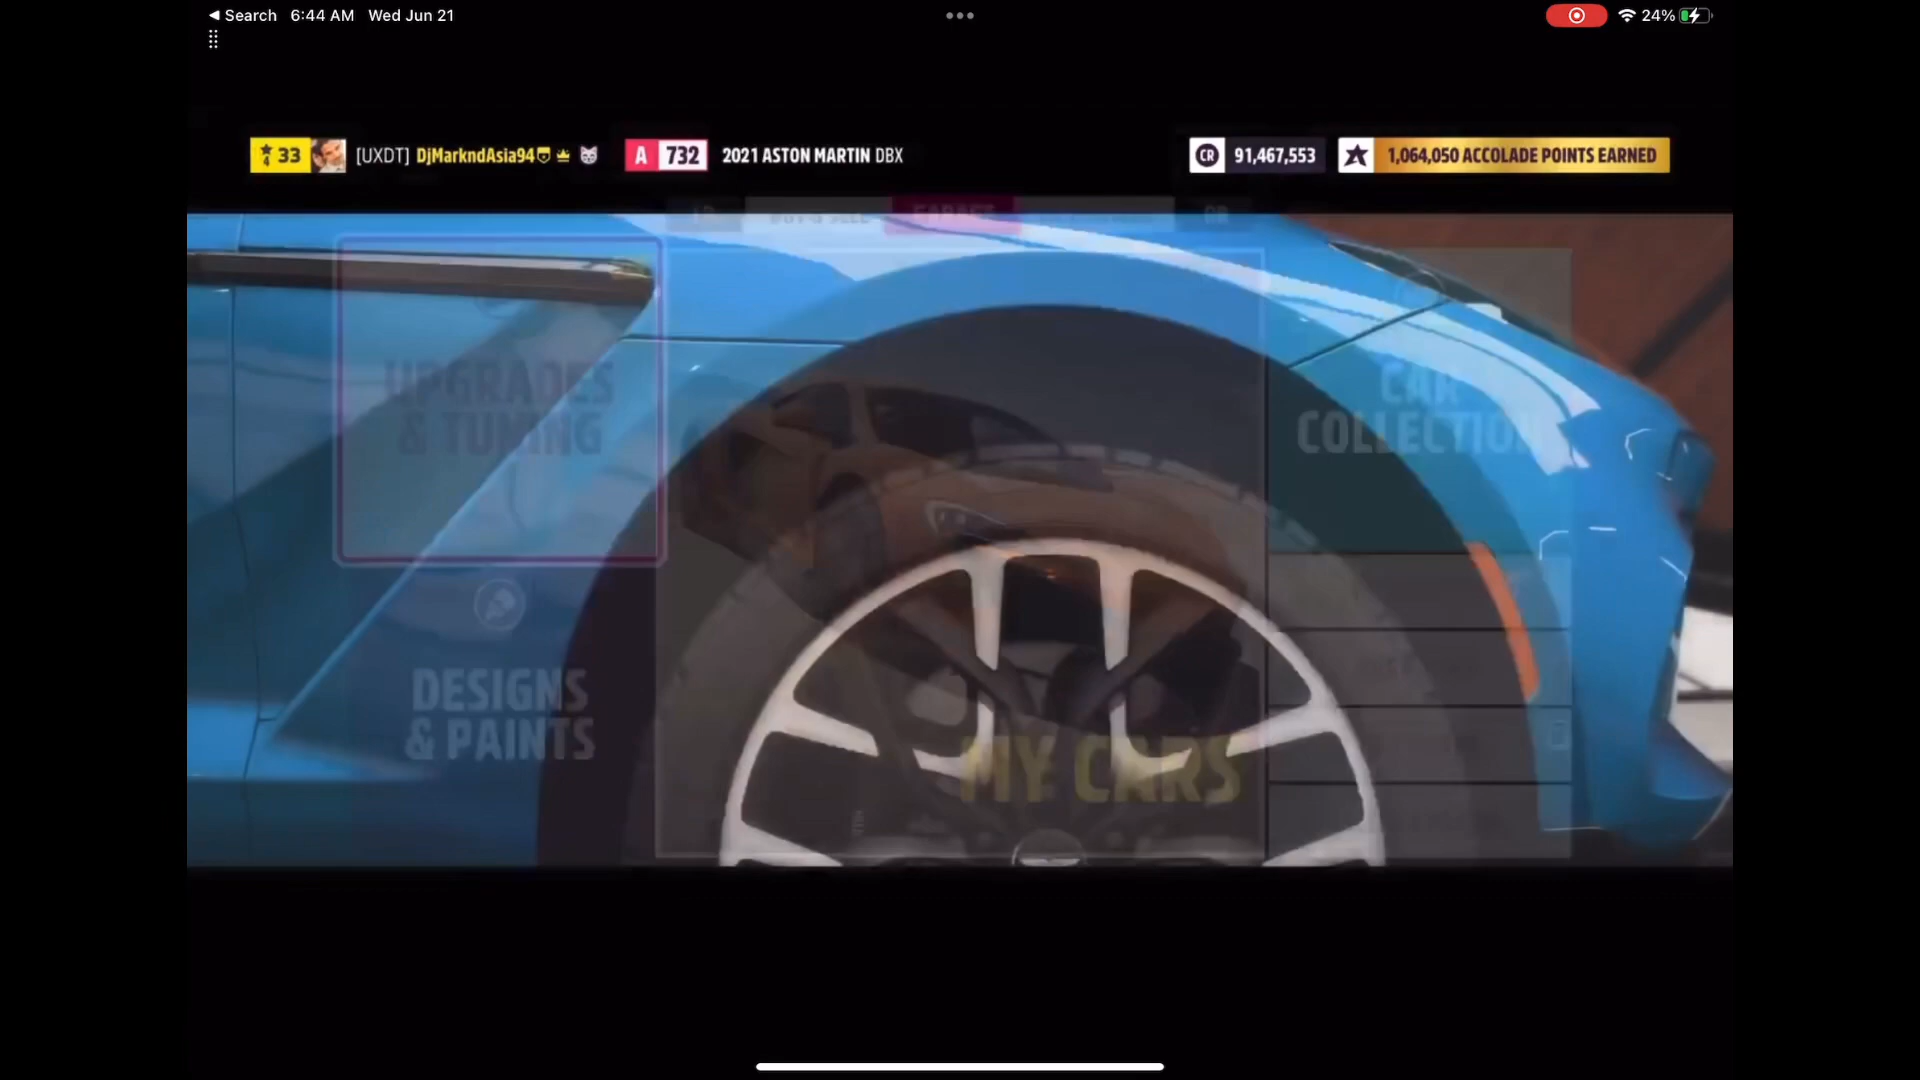 Search 6:44 AM Wed Jun 21
24%
33 [UXDT] DjMarkndAsia94 A 732 2021 ASTON MARTIN DBX CR 91,467,553 1,064,050 ACCOLADE POINTS EARNED
UPGRADES
& TUNING
CAR
COLLECTION
DESIGNS
& PAINTS
MY CARS